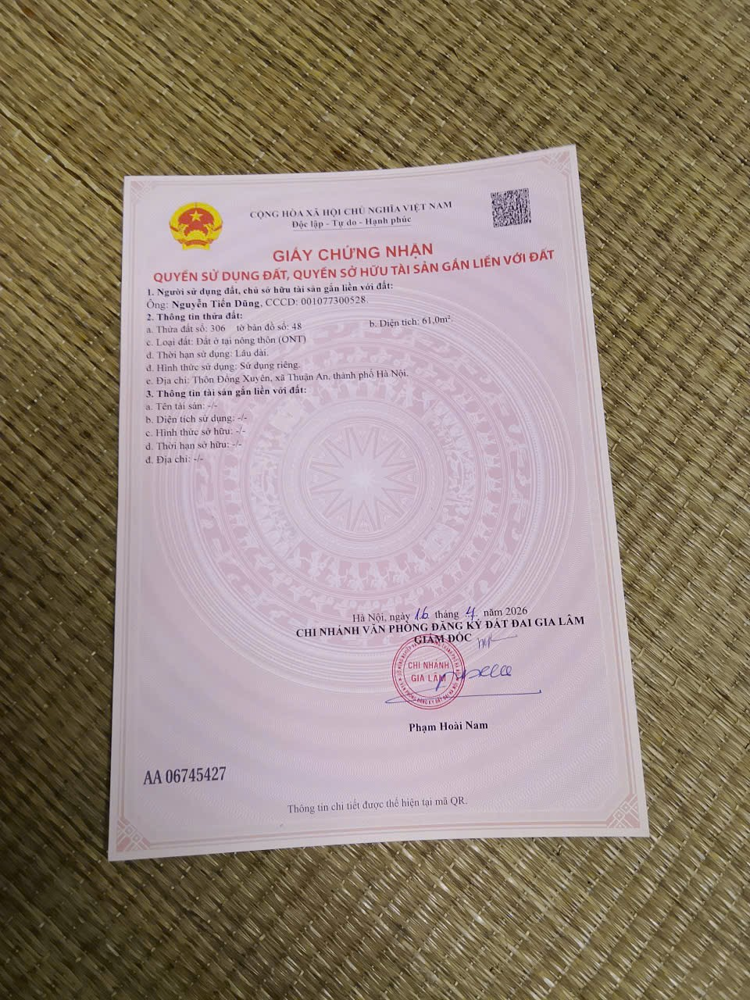 CỘNG HÒA XÃ HỘI CHỦ NGHĨA VIỆT NAM
Độc lập - Tự do - Hạnh phúc
GIẤY CHỨNG NHẬN
QUYỀN SỬ DỤNG ĐẤT, QUYỀN SỞ HỮU TÀI SẢN GẮN LIỀN VỚI ĐẤT
1. Người sử dụng đất, chủ sở hữu tài sản gắn liền với đất:
Ông: Nguyễn Tiến Dũng, CCCD: 001077300528.
2. Thông tin thửa đất:
a. Thửa đất số: 306 tờ bản đồ số: 48 b. Diện tích: 61,0m².
c. Loại đất: Đất ở tại nông thôn (ONT)
d. Thời hạn sử dụng: Lâu dài.
đ. Hình thức sử dụng: Sử dụng riêng.
e. Địa chỉ: Thôn Đổng Xuyên, xã Thuận An, thành phố Hà Nội.
3. Thông tin tài sản gắn liền với đất:
a. Tên tài sản: -/-
b. Diện tích sử dụng: -/-
c. Hình thức sở hữu: -/-
d. Thời hạn sở hữu: -/-
đ. Địa chỉ: -/-
Hà Nội, ngày 16 tháng 4 năm 2026
CHI NHÁNH VĂN PHÒNG ĐĂNG KÝ ĐẤT ĐAI GIA LÂM
GIÁM ĐỐC
CHI NHÁNH
GIA LÂM
Phạm Hoài Nam
AA 06745427
Thông tin chi tiết được thể hiện tại mã QR.